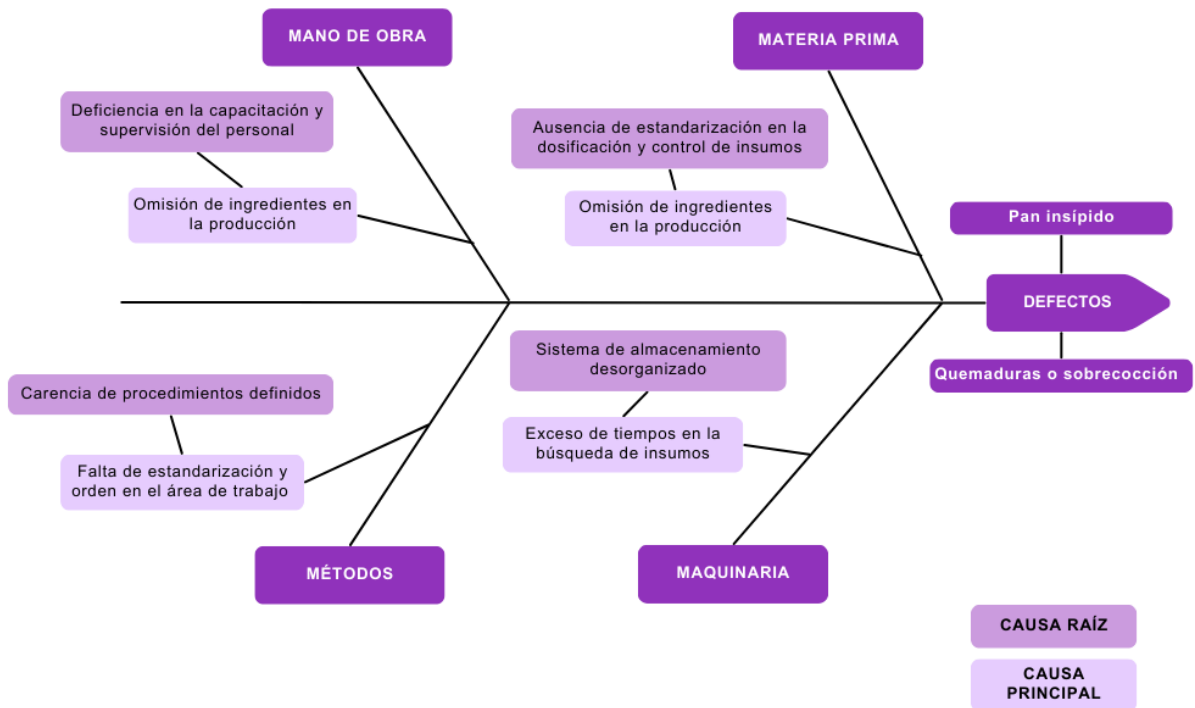 MANO DE OBRA
MATERIA PRIMA
Deficiencia en la capacitación y
supervisión del personal
Ausencia de estandarización en la
dosificación y control de insumos
Omisión de ingredientes en
la producción
Omisión de ingredientes
en la producción
Pan insípido
DEFECTOS
Quemaduras o sobrecocción
Sistema de almacenamiento
desorganizado
Carencia de procedimientos definidos
Exceso de tiempos en la
búsqueda de insumos
Falta de estandarización y
orden en el área de trabajo
MÉTODOS
MAQUINARIA
CAUSA RAÍZ
CAUSA
PRINCIPAL